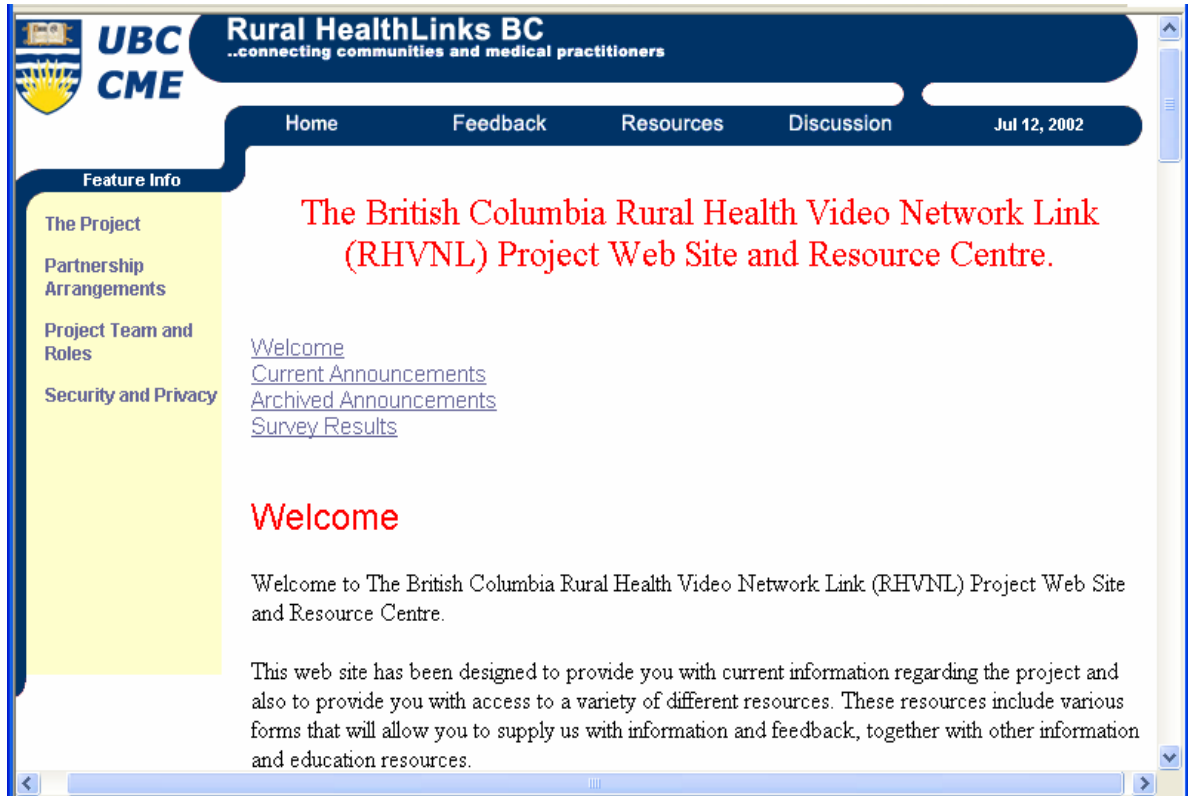 UBC
CME
Rural HealthLinks BC
..connecting communities and medical practitioners
Home Feedback Resources Discussion Jul 12, 2002
Feature Info
The Project
Partnership
Arrangements
Project Team and
Roles
Security and Privacy
The British Columbia Rural Health Video Network Link
(RHVNL) Project Web Site and Resource Centre.
Welcome
Current Announcements
Archived Announcements
Survey Results
Welcome
Welcome to The British Columbia Rural Health Video Network Link (RHVNL) Project Web Site
and Resource Centre.
This web site has been designed to provide you with current information regarding the project and
also to provide you with access to a variety of different resources. These resources include various
forms that will allow you to supply us with information and feedback, together with other information
and education resources.